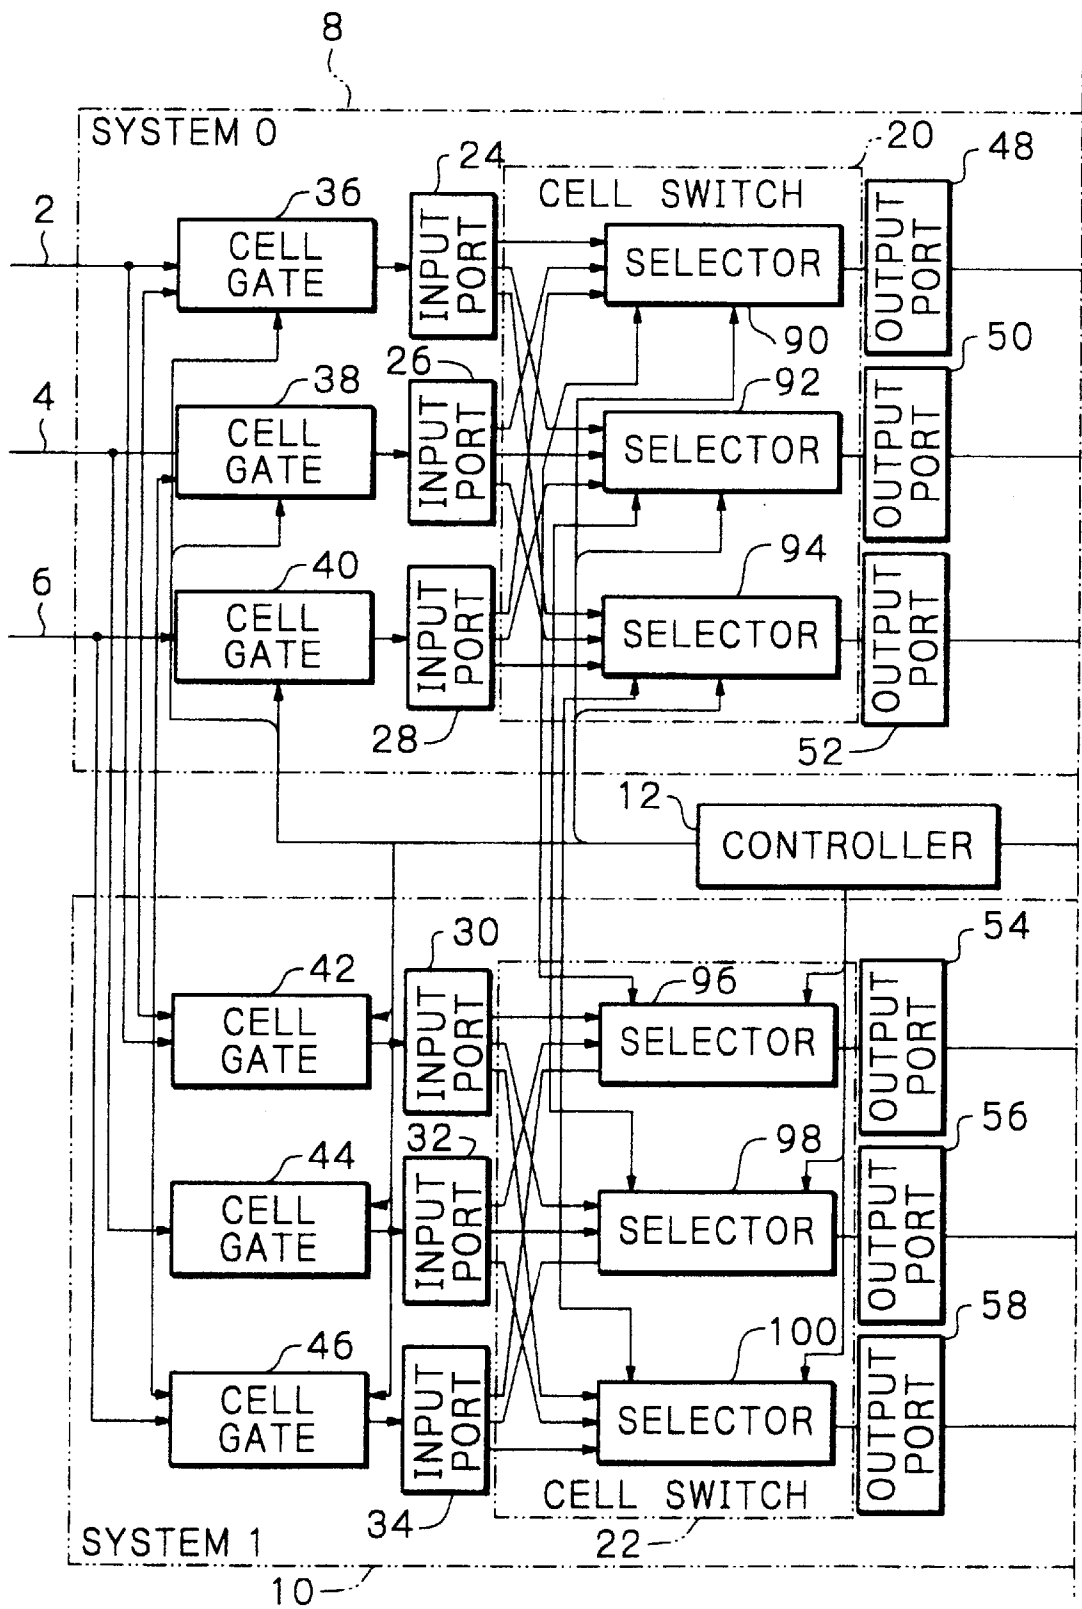 8
SYSTEM 0
20
48
24
CELL SWITCH
2
36
CELL
GATE
INPUT
PORT
SELECTOR
OUTPUT
PORT
90
50
26
4
38
92
CELL
GATE
INPUT
PORT
SELECTOR
OUTPUT
PORT
94
6
40
CELL
GATE
INPUT
PORT
SELECTOR
OUTPUT
PORT
28
52
12
CONTROLLER
30
54
42
96
CELL
GATE
INPUT
PORT
SELECTOR
OUTPUT
PORT
32
56
44
98
CELL
GATE
INPUT
PORT
SELECTOR
OUTPUT
PORT
58
46
100
CELL
GATE
INPUT
PORT
SELECTOR
OUTPUT
PORT
CELL SWITCH
34
22
SYSTEM 1
10